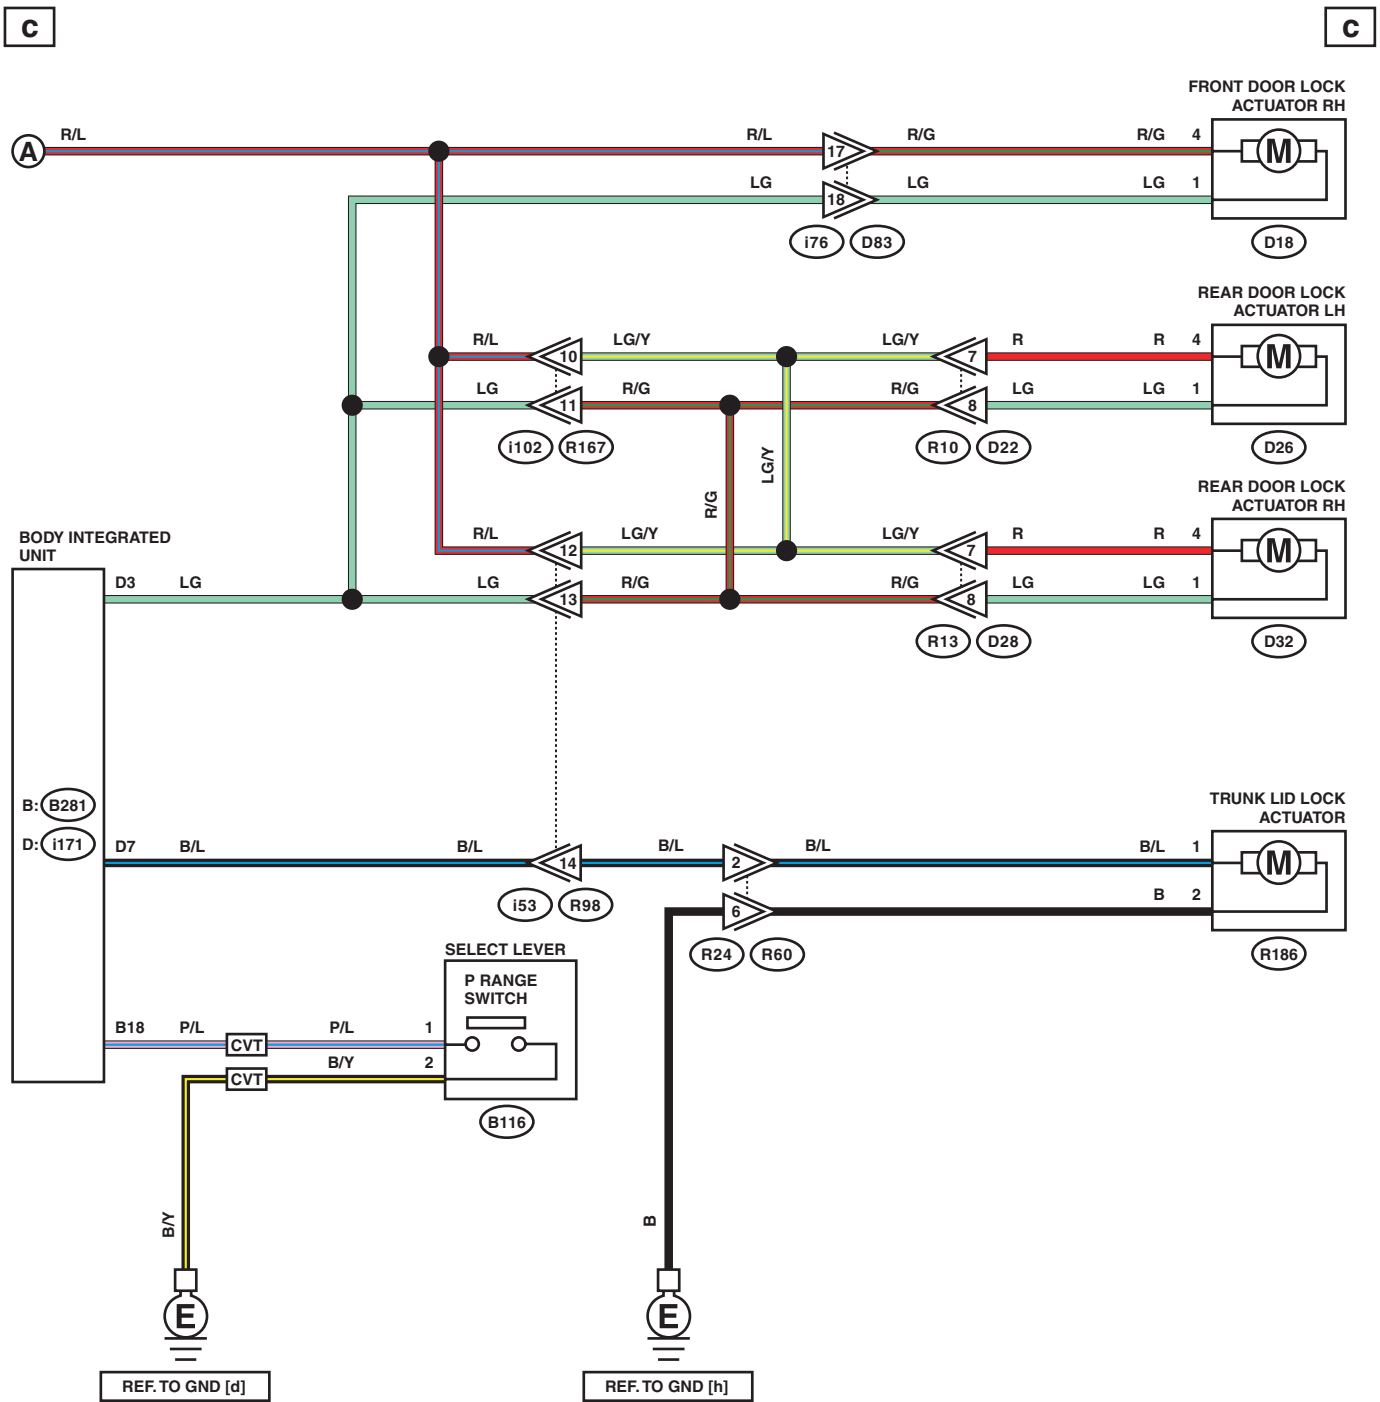 C C
FRONT DOOR LOCK
ACTUATOR RH
A R/L R/L 17 R/G R/G 4 M
LG 18 LG LG 1
i76 D83 D18
REAR DOOR LOCK
ACTUATOR LH
R/L 10 LG/Y LG/Y 7 R R 4 M
LG 11 R/G R/G 8 LG LG 1
i102 R167 R10 D22 D26
LG/Y
R/G
REAR DOOR LOCK
ACTUATOR RH
R/L 12 LG/Y LG/Y 7 R R 4 M
BODY INTEGRATED
UNIT
D3 LG LG 13 R/G R/G 8 LG LG 1
R13 D28 D32
B: B281
D: i171
TRUNK LID LOCK
ACTUATOR
D7 B/L B/L 14 B/L 2 B/L B/L 1 M
6 B 2
i53 R98
R24 R60 R186
SELECT LEVER
P RANGE
SWITCH
B18 P/L CVT P/L 1
CVT B/Y 2
B116
B/Y B
E E
REF. TO GND [d] REF. TO GND [h]